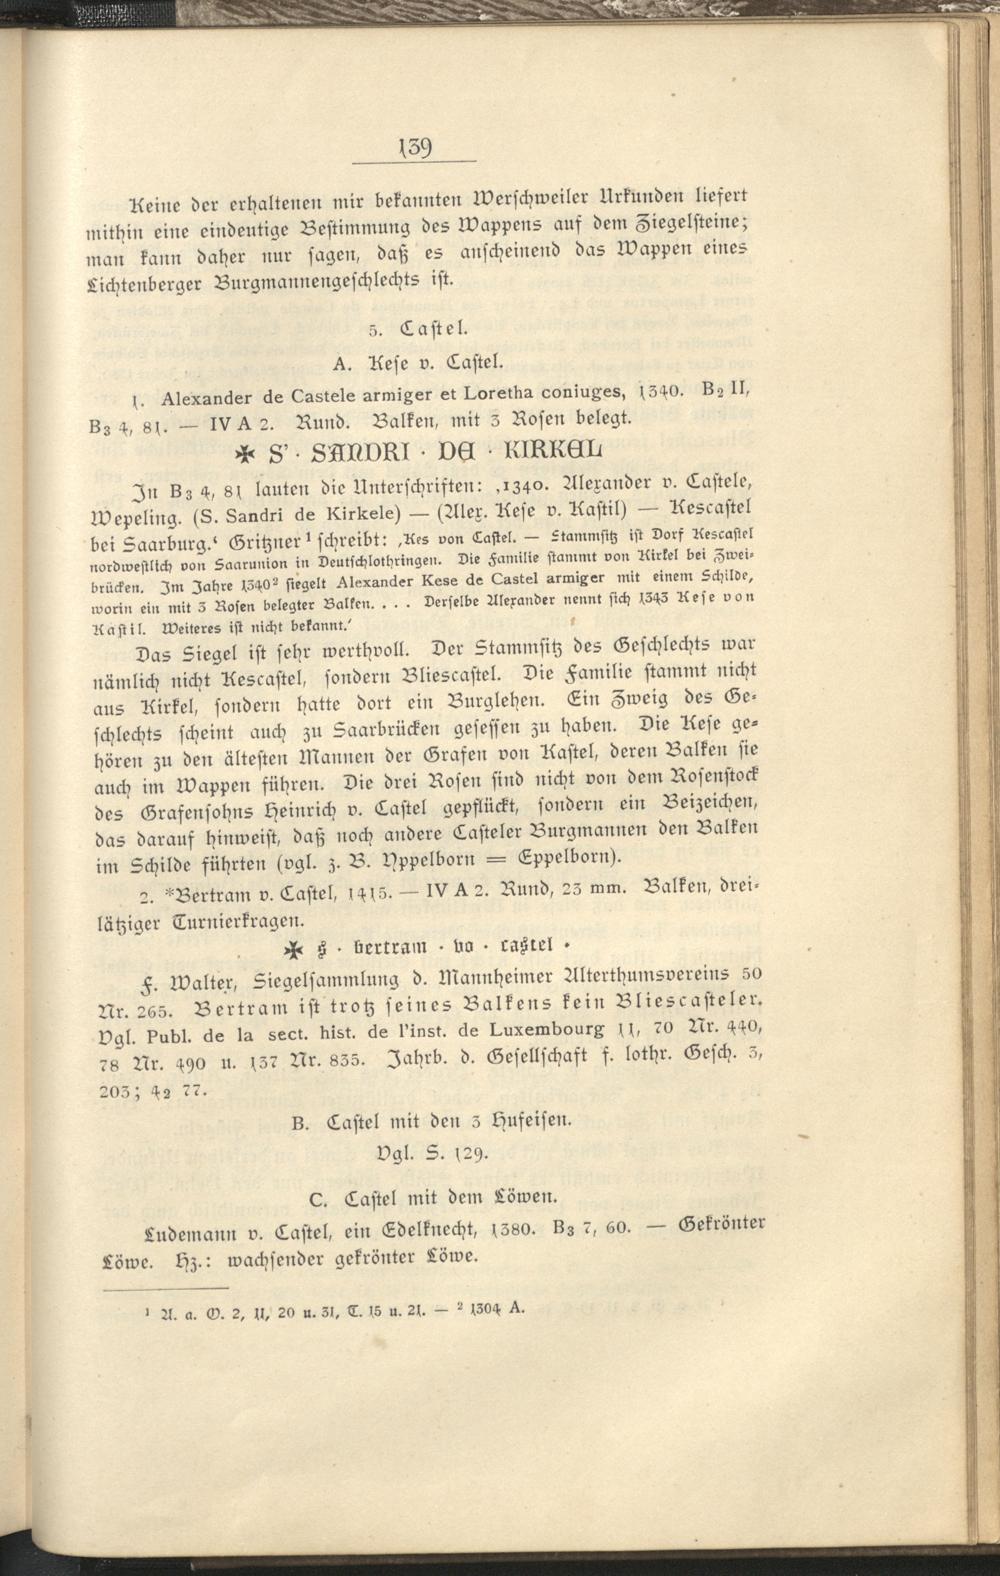 139
Keine der erhaltenen mir bekannten Werschweiler Urkunden liefert
mithin eine eindeutige Bestimmung des Wappens auf dem Ziegelsteine;
man kann daher nur sagen, daß es anscheinend das Wappen eines
Lichtenberger Burgmannengeschlechts ist.
5. Castel.
A. Kese v. Castel.
1. Alexander de Castele armiger et Loretha coniuges, 1340. B2 II,
B3 4, 81. — IV A 2. Rund. Balken, mit 3 Rosen belegt.
✠ S' · SANDRI · DE · KIRKEL
In B3 4, 81 lauten die Unterschriften: ‚1340. Alexander v. Castele,
Wepeling. (S. Sandri de Kirkele) — (Alex. Kese v. Kastil) — Kescastel
bei Saarburg.‘ Gritzner¹ schreibt: ‚Kes von Castel. — Stammsitz ist Dorf Kescastel
nordwestlich von Saarunion in Deutschlothringen. Die Familie stammt von Kirkel bei Zwei-
brücken. Im Jahre 1340² siegelt Alexander Kese de Castel armiger mit einem Schilde,
worin ein mit 3 Rosen belegter Balken. . . . Derselbe Alexander nennt sich 1343 Kese von
Kastil. Weiteres ist nicht bekannt.‘
Das Siegel ist sehr werthvoll. Der Stammsitz des Geschlechts war
nämlich nicht Kescastel, sondern Bliescastel. Die Familie stammt nicht
aus Kirkel, sondern hatte dort ein Burglehen. Ein Zweig des Ge-
schlechts scheint auch zu Saarbrücken gesessen zu haben. Die Kese ge-
hören zu den ältesten Mannen der Grafen von Kastel, deren Balken sie
auch im Wappen führen. Die drei Rosen sind nicht von dem Rosenstock
des Grafensohns Heinrich v. Castel gepflückt, sondern ein Beizeichen,
das darauf hinweist, daß noch andere Casteler Burgmannen den Balken
im Schilde führten (vgl. z. B. Yppelborn = Eppelborn).
2. *Bertram v. Castel, 1415. — IV A 2. Rund, 23 mm. Balken, drei-
lätziger Turnierkragen.
✠ s · bertram · vo · castel ·
F. Walter, Siegelsammlung d. Mannheimer Alterthumsvereins 50
Nr. 265. Bertram ist trotz seines Balkens kein Bliescasteler.
Vgl. Publ. de la sect. hist. de l'inst. de Luxembourg 11, 70 Nr. 440,
78 Nr. 490 u. 137 Nr. 835. Jahrb. d. Gesellschaft f. lothr. Gesch. 3,
203; 42 77.
B. Castel mit den 3 Hufeisen.
Vgl. S. 129.
C. Castel mit dem Löwen.
Ludemann v. Castel, ein Edelknecht, 1380. B3 7, 60. — Gekrönter
Löwe. Hz.: wachsender gekrönter Löwe.
¹ A. a. O. 2, 11, 20 u. 31, T. 15 u. 21. — ² 1304 A.